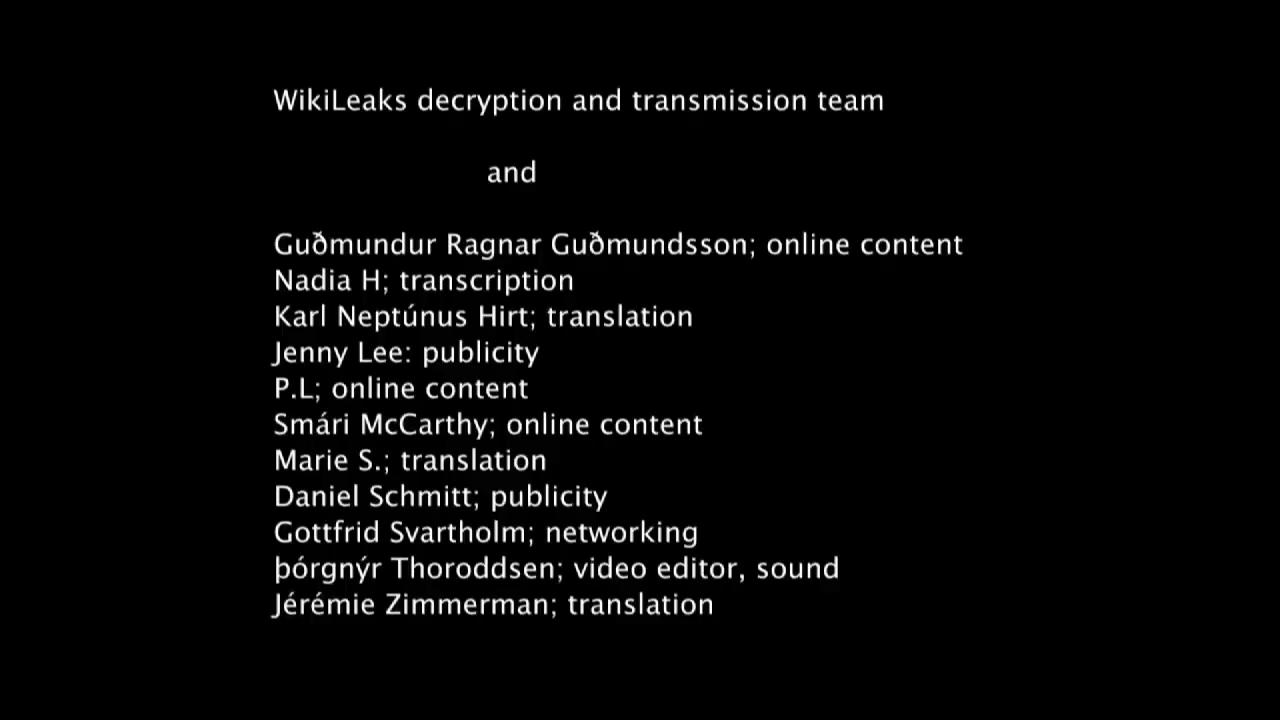 WikiLeaks decryption and transmission team
and
Guðmundur Ragnar Guðmundsson; online content
Nadia H; transcription
Karl Neptúnus Hirt; translation
Jenny Lee: publicity
P.L; online content
Smári McCarthy; online content
Marie S.; translation
Daniel Schmitt; publicity
Gottfrid Svartholm; networking
þórgnýr Thoroddsen; video editor, sound
Jérémie Zimmerman; translation